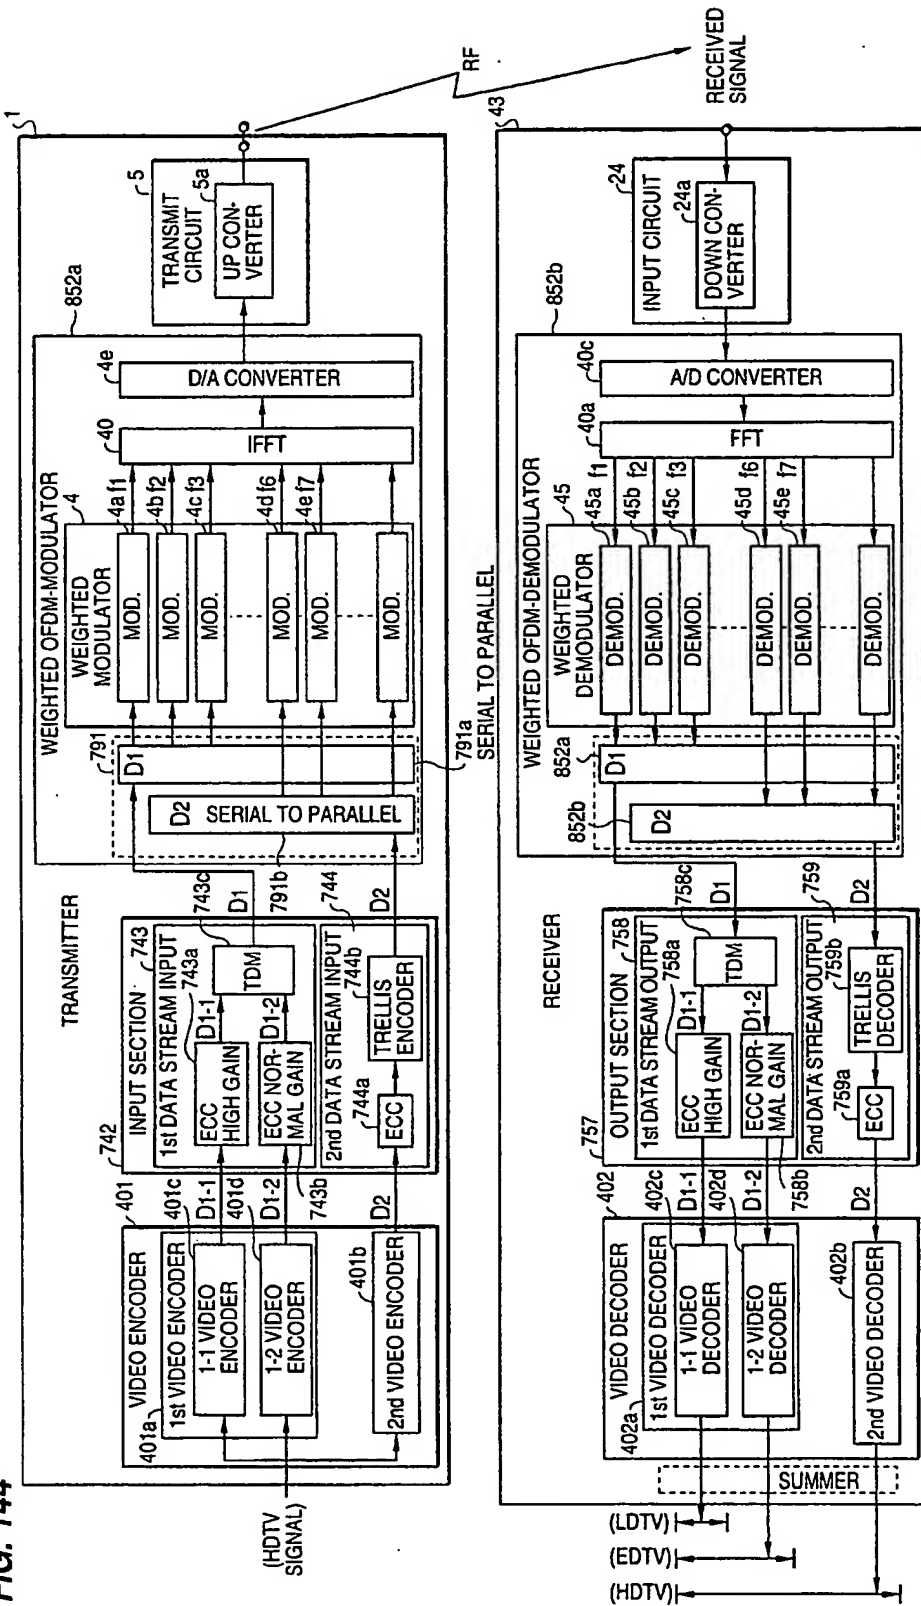 FIG. 144
TRANSMITTER
1
(HDTV
SIGNAL)
401
VIDEO ENCODER
401a
1st VIDEO ENCODER
401c
1-1 VIDEO
ENCODER
401d
1-2 VIDEO
ENCODER
401b
2nd VIDEO ENCODER
D1-1
D1-2
D2
742
INPUT SECTION
743
1st DATA STREAM INPUT
743a
ECC
HIGH GAIN
743b
ECC NOR-
MAL GAIN
D1-1
D1-2
743c
TDM
D1
2nd DATA STREAM INPUT
744
744a
ECC
744b
TRELLIS
ENCODER
D2
WEIGHTED OFDM-MODULATOR
852a
791
D1
791a
SERIAL TO PARALLEL
D2 SERIAL TO PARALLEL
791b
WEIGHTED
MODULATOR
4
MOD.
4a f1
MOD.
4b f2
MOD.
4c f3
MOD.
4d f6
MOD.
4e f7
MOD.
40
IFFT
4e
D/A CONVERTER
TRANSMIT
CIRCUIT
5
5a
UP CON-
VERTER
RF
RECEIVED
SIGNAL
RECEIVER
43
INPUT CIRCUIT
24
24a
DOWN CON-
VERTER
WEIGHTED OFDM-DEMODULATOR
852b
40c
A/D CONVERTER
40a
FFT
WEIGHTED
DEMODULATOR
45
DEMOD.
45a f1
DEMOD.
45b f2
DEMOD.
45c f3
DEMOD.
45d f6
DEMOD.
45e f7
DEMOD.
852a
D1
852b
D2
D1
D2
757
OUTPUT SECTION
758
1st DATA STREAM OUTPUT
758a
ECC
HIGH GAIN
758b
ECC NOR-
MAL GAIN
D1-1
D1-2
758c
TDM
2nd DATA STREAM OUTPUT
759
759a
ECC
759b
TRELLIS
DECODER
D1-1
D1-2
D2
402
VIDEO DECODER
402a
1st VIDEO DECODER
402c
1-1 VIDEO
DECODER
402d
1-2 VIDEO
DECODER
402b
2nd VIDEO DECODER
SUMMER
(LDTV)
(EDTV)
(HDTV)